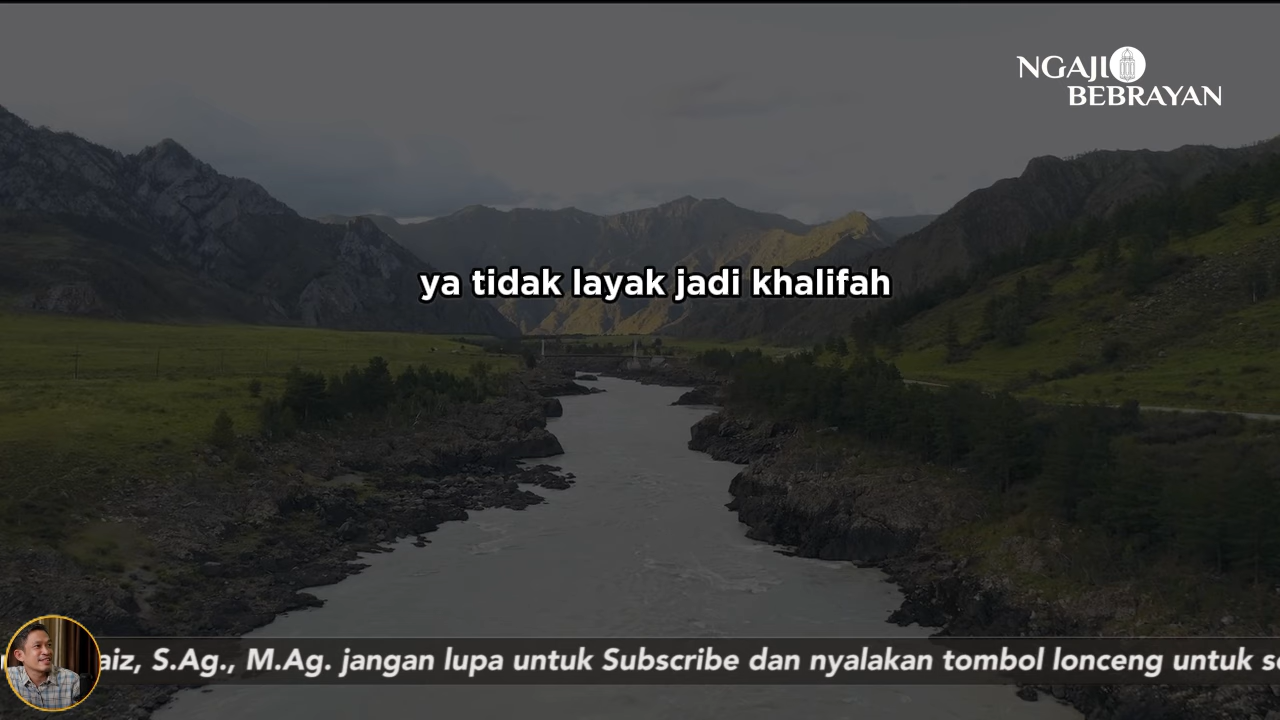 NGAJI
BEBRAYAN
ya tidak layak jadi khalifah
aiz, S.Ag., M.Ag. jangan lupa untuk Subscribe dan nyalakan tombol lonceng untuk